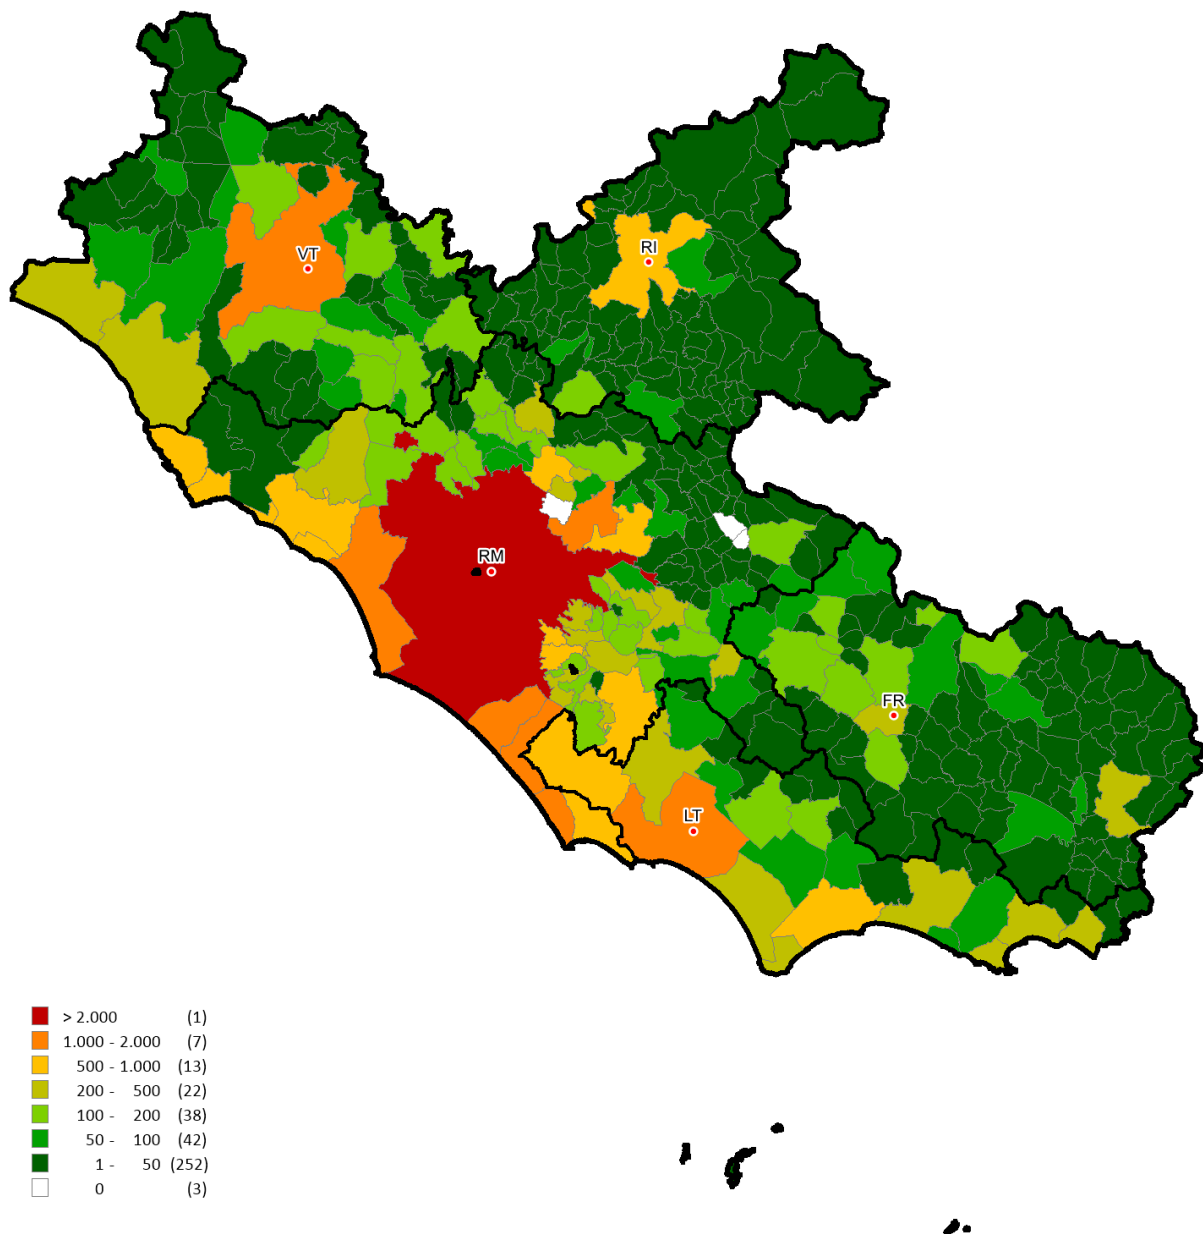 VT
RI
RM
FR
LT
> 2.000 (1)
1.000 - 2.000 (7)
500 - 1.000 (13)
200 - 500 (22)
100 - 200 (38)
50 - 100 (42)
1 - 50 (252)
0 (3)